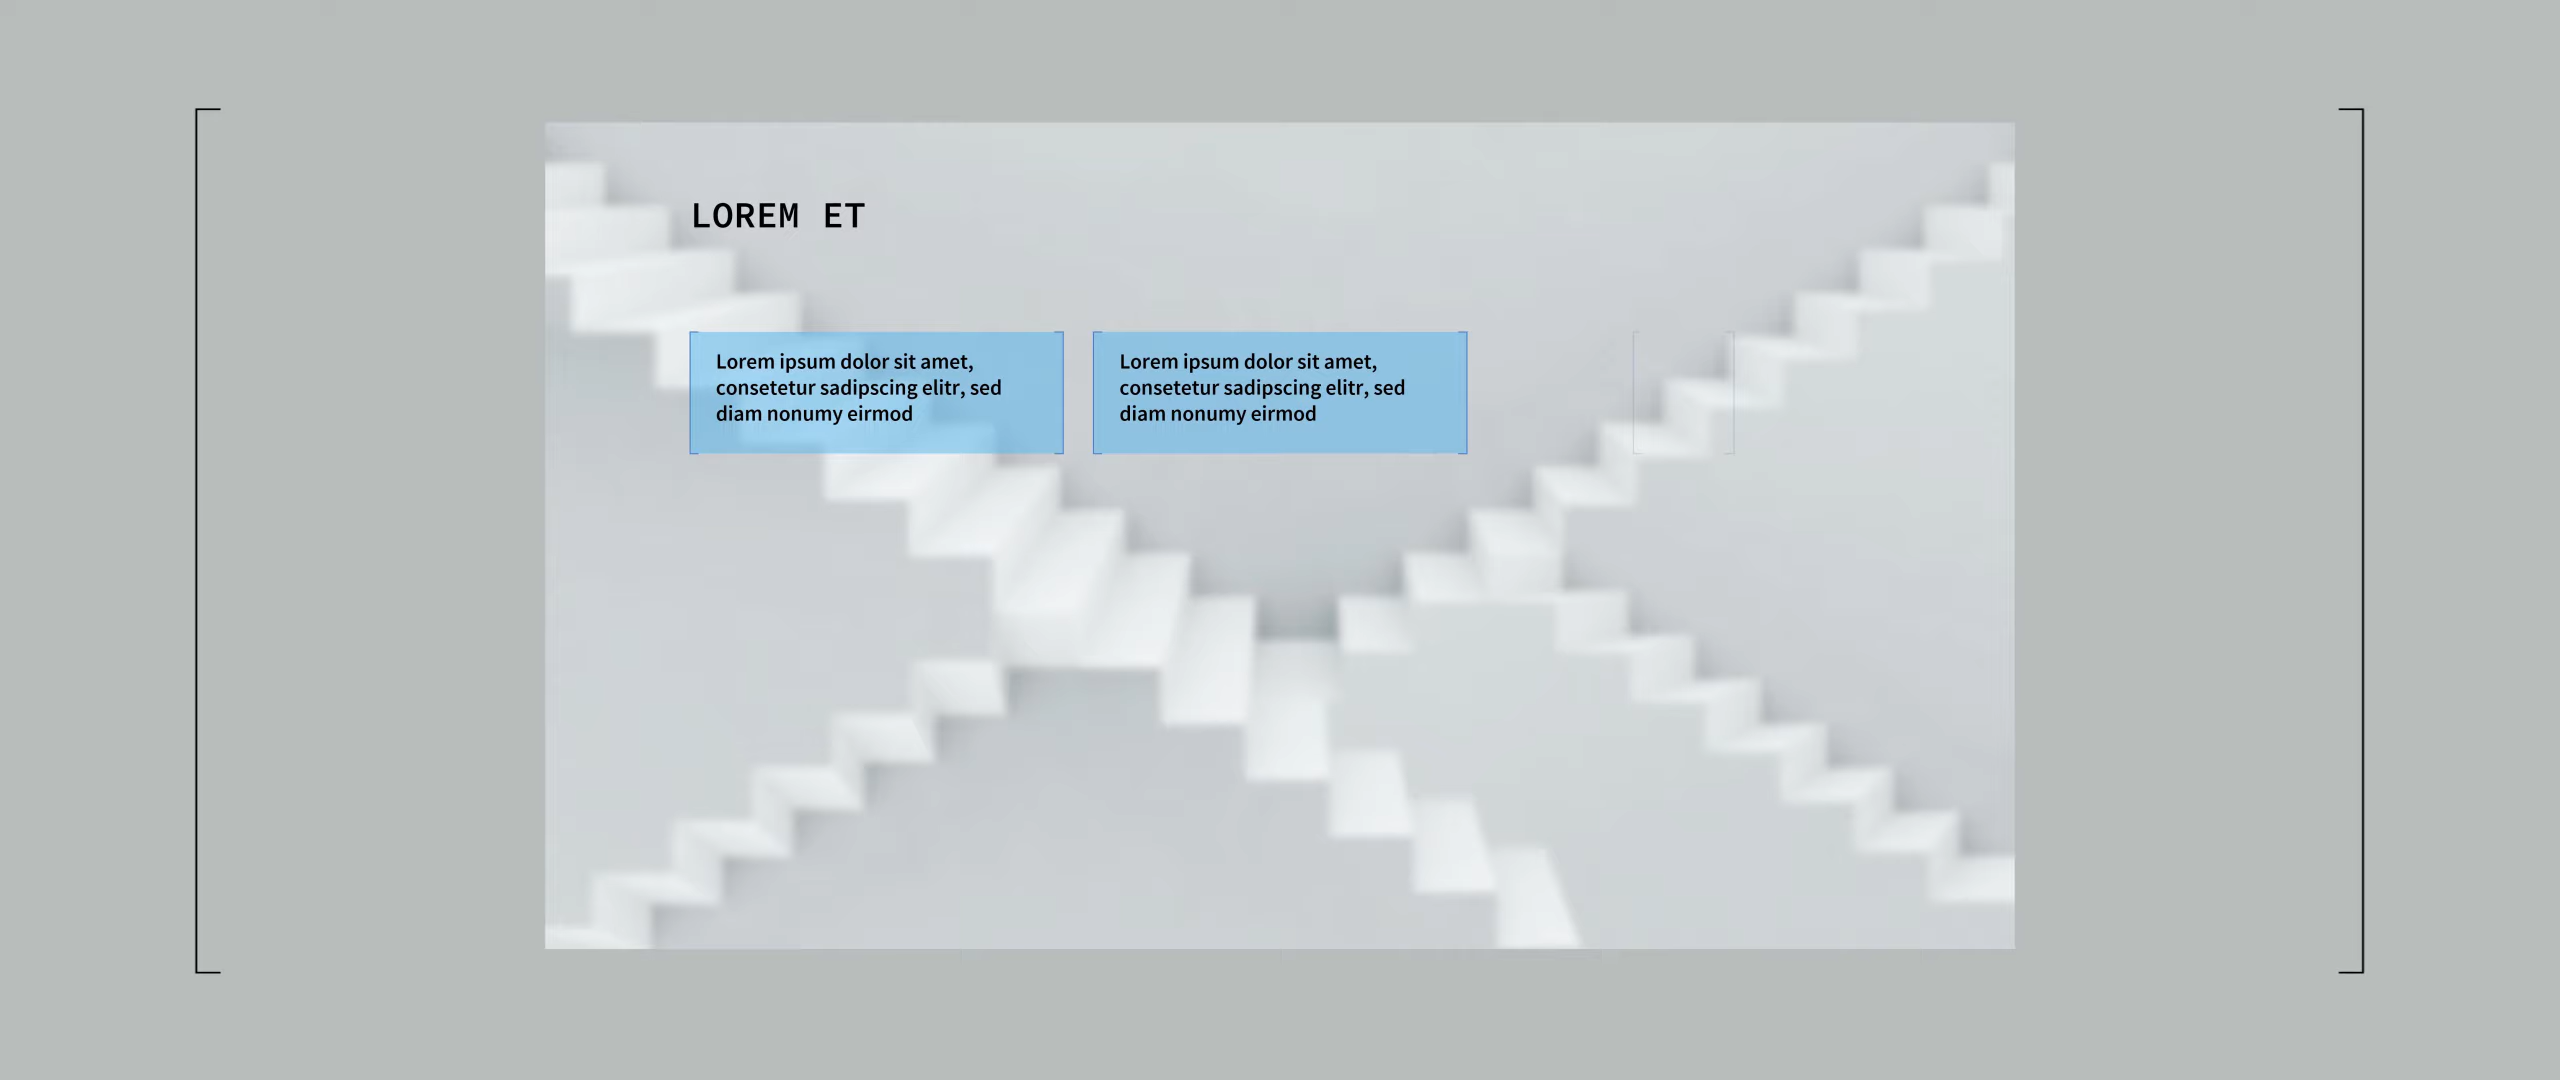 LOREM ET
Lorem ipsum dolor sit amet,
consetetur sadipscing elitr, sed
diam nonumy eirmod
Lorem ipsum dolor sit amet,
consetetur sadipscing elitr, sed
diam nonumy eirmod